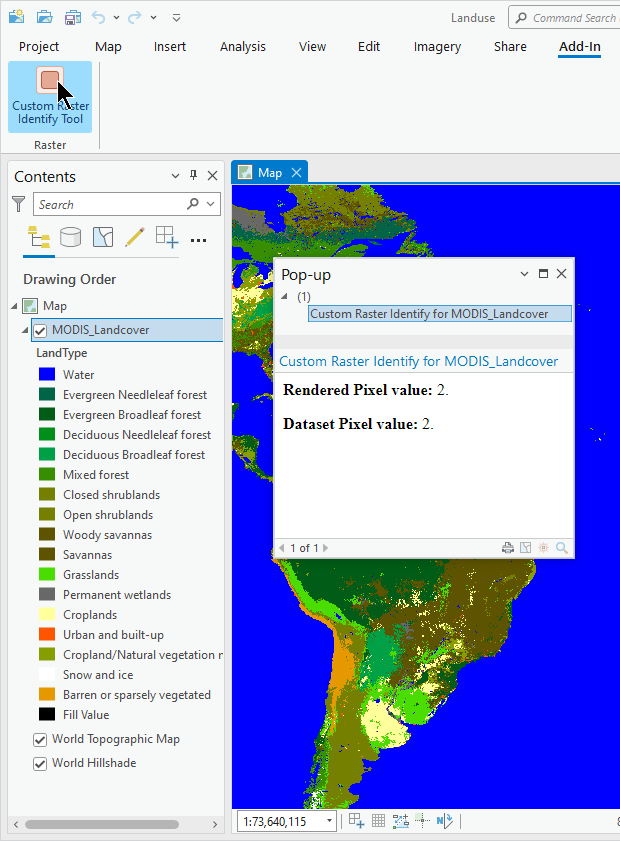 Landuse
Command Search
Project Map Insert Analysis View Edit Imagery Share Add-In
Custom Raster
Identify Tool
Raster
Contents
Search
Drawing Order
Map
MODIS_Landcover
LandType
Water
Evergreen Needleleaf forest
Evergreen Broadleaf forest
Deciduous Needleleaf forest
Deciduous Broadleaf forest
Mixed forest
Closed shrublands
Open shrublands
Woody savannas
Savannas
Grasslands
Permanent wetlands
Croplands
Urban and built-up
Cropland/Natural vegetation
Snow and ice
Barren or sparsely vegetated
Fill Value
World Topographic Map
World Hillshade
Map
Pop-up
(1)
Custom Raster Identify for MODIS_Landcover
Custom Raster Identify for MODIS_Landcover
Rendered Pixel value: 2.
Dataset Pixel value: 2.
1 of 1
1:73,640,115